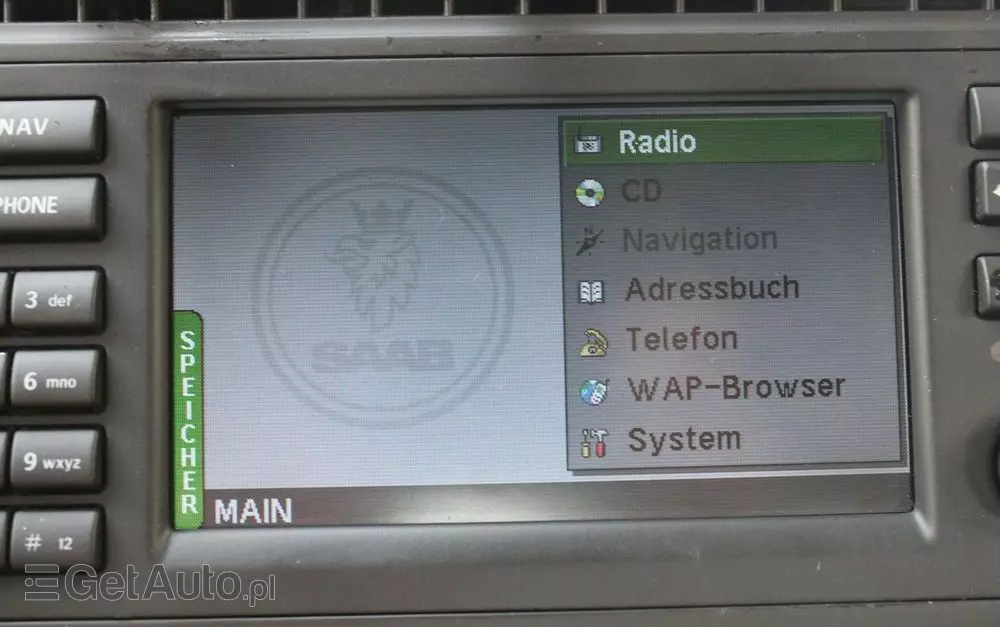 NAV
PHONE
3 def
6 mno
9 wxyz
# 12
Radio
CD
Navigation
Adressbuch
Telefon
WAP-Browser
System
SAAB
SPEICHER
MAIN
GetAuto.pl